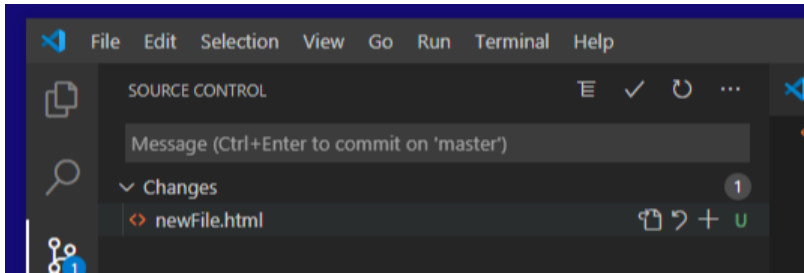 File Edit Selection View Go Run Terminal Help
SOURCE CONTROL
Message (Ctrl+Enter to commit on 'master')
Changes 1
newFile.html U
1